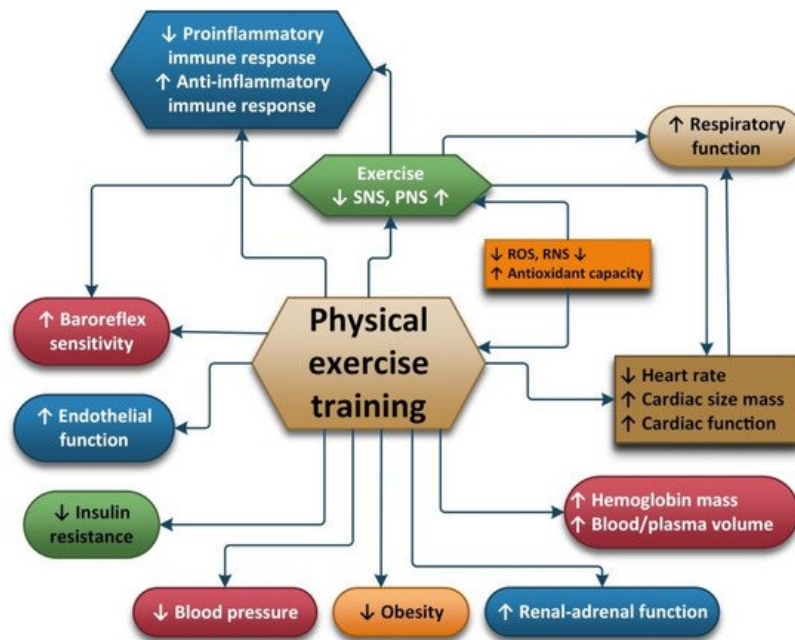 ↓ Proinflammatory
immune response
↑ Anti-inflammatory
immune response
↑ Respiratory
function
Exercise
↓ SNS, PNS ↑
↓ ROS, RNS ↓
↑ Antioxidant capacity
Physical
exercise
training
↑ Baroreflex
sensitivity
↓ Heart rate
↑ Cardiac size mass
↑ Cardiac function
↑ Endothelial
function
↑ Hemoglobin mass
↑ Blood/plasma volume
↓ Insulin
resistance
↓ Blood pressure
↓ Obesity
↑ Renal-adrenal function